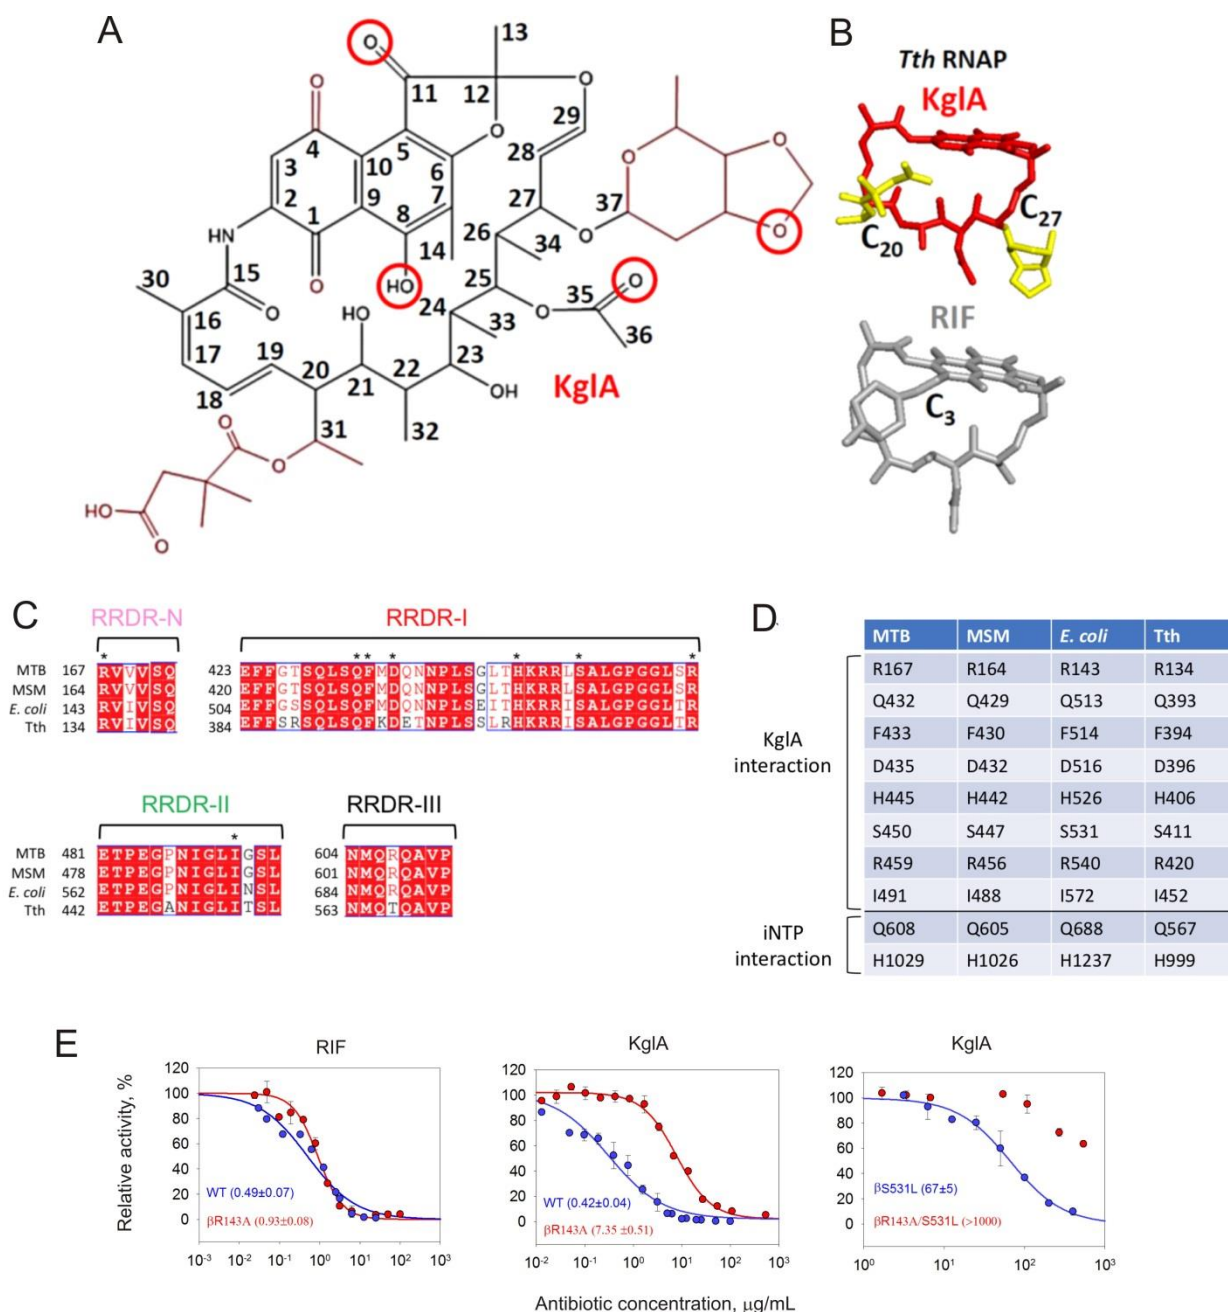 A
O
O
11
13
12
O
O
29
28
27
4
3
2
1
10
9
5
6
7
8
14
O
HN
HO
26
34
O
37
O
O
O
25
24
33
O
35
O
36
30
15
O
16
17
18
19
20
HO
21
22
23
OH
32
31
KglA
O
O
HO
O
B
Tth RNAP
KglA
C20
C27
RIF
C3
C
RRDR-N
RRDR-I
* ** * * * *
MTB 167 RVVVSQ 423 EFFGTSQLSQFMDQNNPLSGLTHKRRLSALGPGGLSR
MSM 164 RVVVSQ 420 EFFGTSQLSQFMDQNNPLSEITHKRRLSALGPGGLSR
E. coli 143 RVIVSQ 504 EFFGSSQLSQFMDQNNPLSEITHKRRISALGPGGLTR
Tth 134 RVIVSQ 384 EFFSRSQLSQFKDETNPLSSLRHKRRISALGPGGLTR
RRDR-II
RRDR-III
*
MTB 481 ETPEGPNIGLIGSL 604 NMQRQAVP
MSM 478 ETPEGPNIGLIGSL 601 NMQRQAVP
E. coli 562 ETPEGPNIGLINSL 684 NMQRQAVP
Tth 442 ETPEGANIGLITSL 563 NMQTQAVP
D
MTB MSM E. coli Tth
R167 R164 R143 R134
Q432 Q429 Q513 Q393
F433 F430 F514 F394
D435 D432 D516 D396
H445 H442 H526 H406
S450 S447 S531 S411
R459 R456 R540 R420
I491 I488 I572 I452
Q608 Q605 Q688 Q567
H1029 H1026 H1237 H999
KglA
interaction
iNTP
interaction
E
Relative activity, %
RIF
120
100
80
60
40
20
0
WT (0.49±0.07)
βR143A (0.93±0.08)
10-3 10-2 10-1 100 101 102 103
KglA
120
100
80
60
40
20
0
WT (0.42±0.04)
βR143A (7.35 ±0.51)
10-2 10-1 100 101 102 103
KglA
120
100
80
60
40
20
0
βS531L (67±5)
βR143A/S531L (>1000)
100 101 102 103
Antibiotic concentration, µg/mL